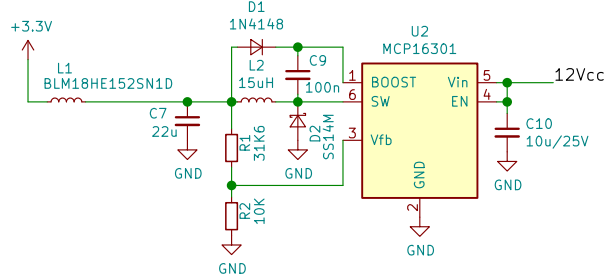 +3.3V
D1
1N4148
U2
MCP16301
L1
BLM18HE152SN1D
L2
15uH
C9
100n
1
BOOST
Vin
5
12Vcc
6
SW
EN
4
C7
22u
D2
SS14M
3
Vfb
C10
10u/25V
R1
31K6
GND
GND
GND
GND
R2
10K
2
GND
GND